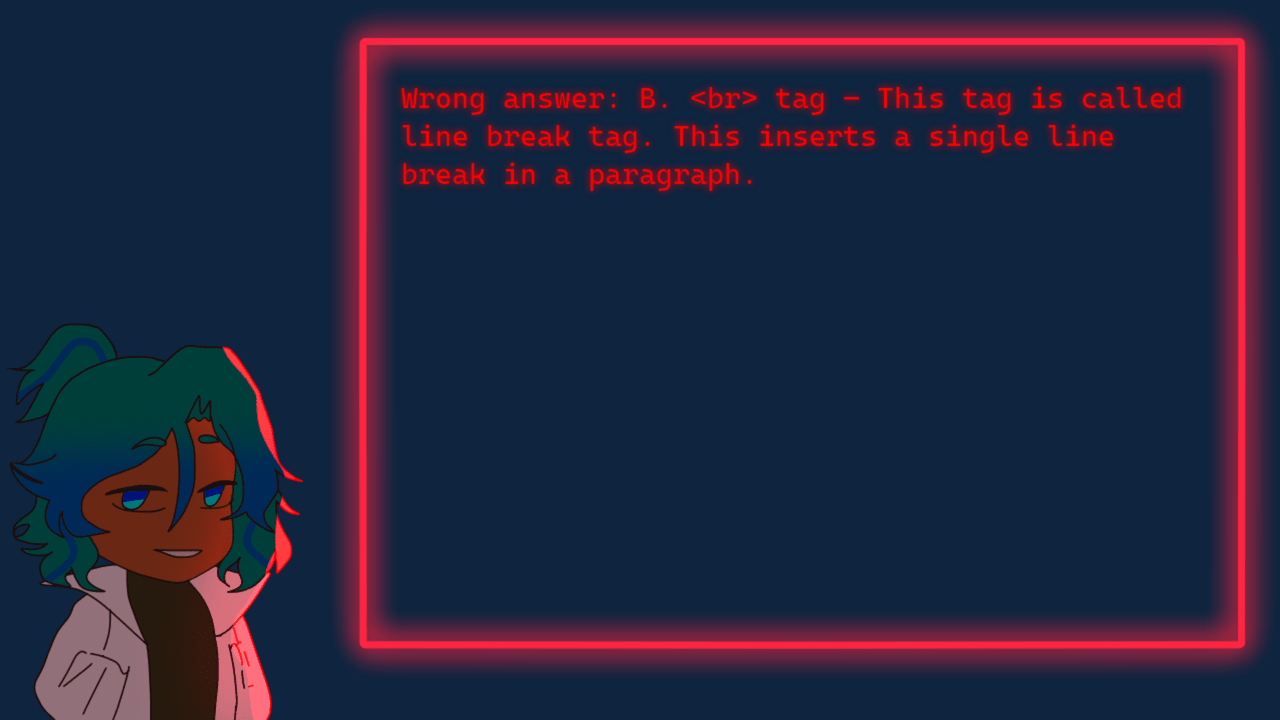 Wrong answer: B. <br> tag – This tag is called
line break tag. This inserts a single line
break in a paragraph.